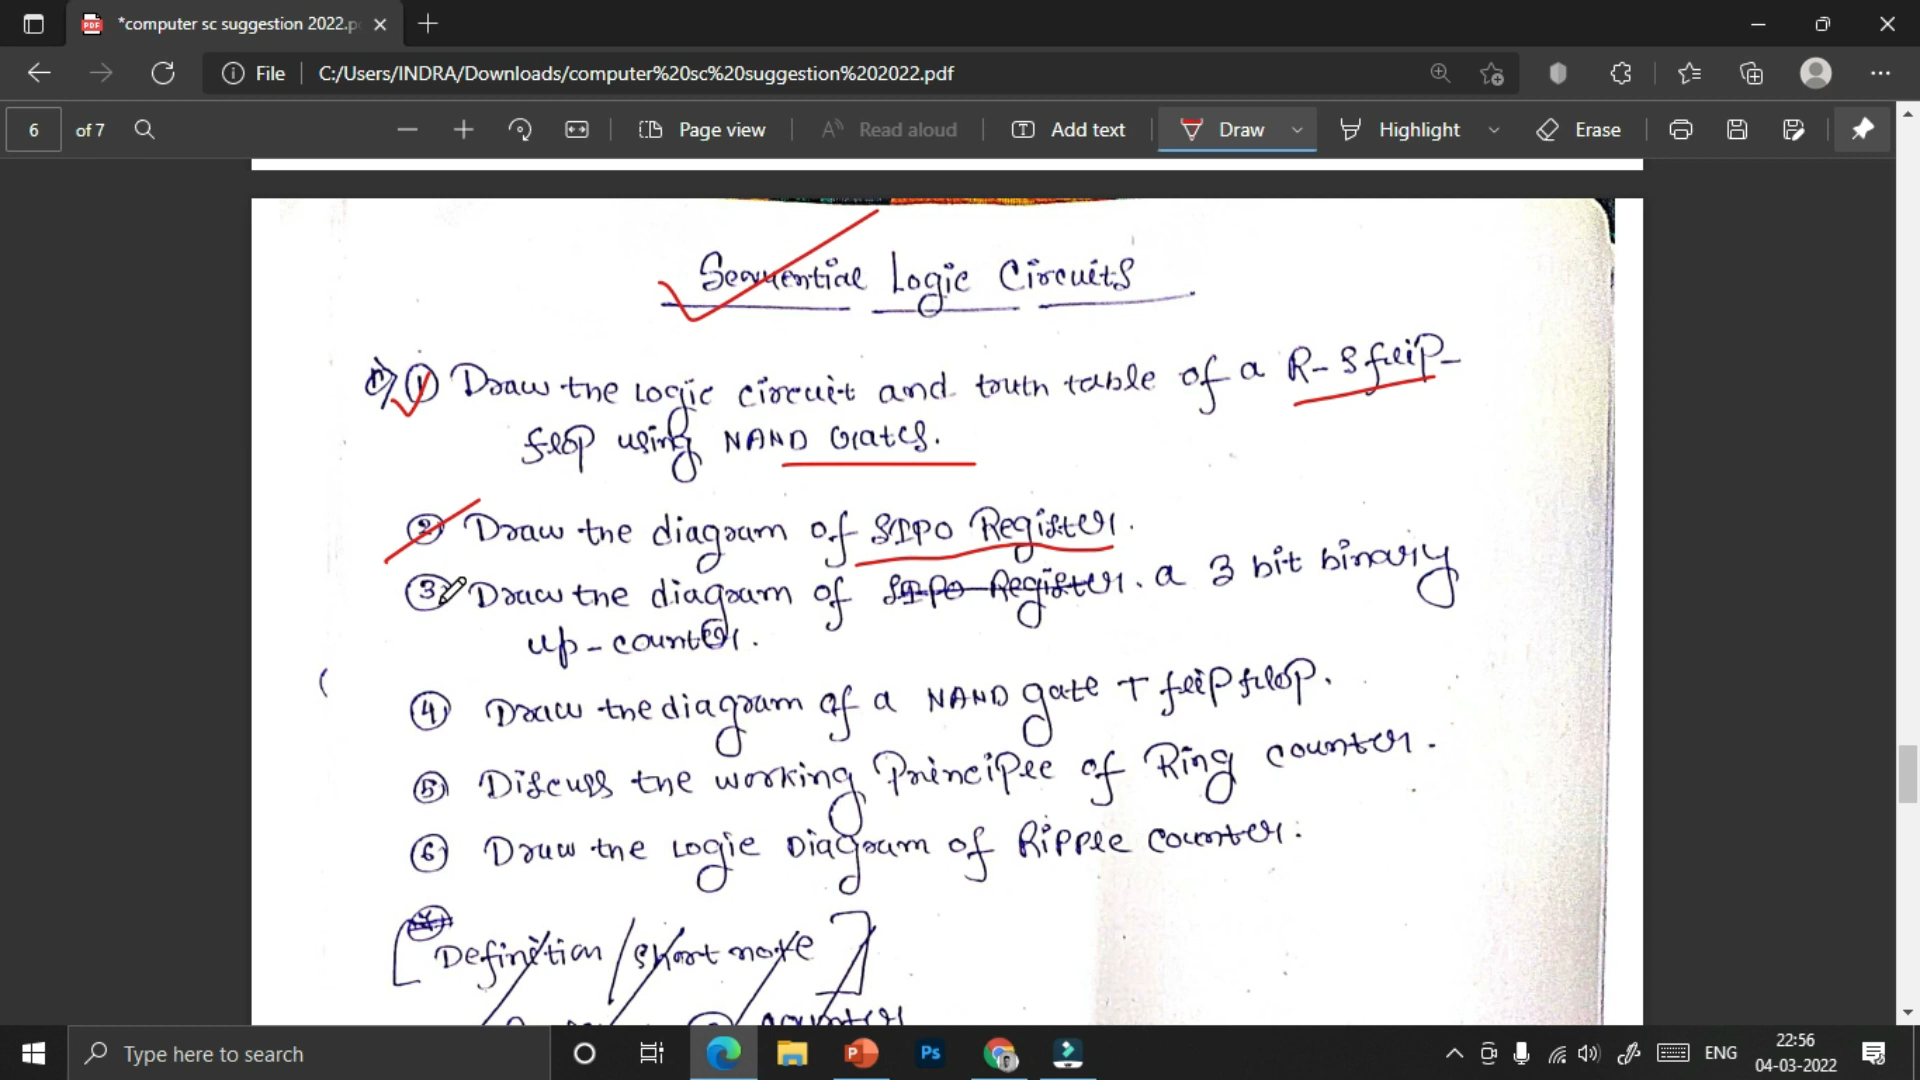 *computer sc suggestion 2022.p
File C:/Users/INDRA/Downloads/computer%20sc%20suggestion%202022.pdf
6 of 7 Page view Read aloud Add text Draw Highlight Erase
Sequential Logic Circuits
① Draw the Logic circuit and truth table of a R-S flip-
flop using NAND Gates.
② Draw the diagram of SIPO Register.
③ Draw the diagram of SIPO Register. a 3 bit binary
up-counter.
④ Draw the diagram of a NAND gate T flip flop.
⑤ Discuss the working Principle of Ring counter.
⑥ Draw the Logic Diagram of Ripple Counter.
[Definition / short note]
counter
Type here to search
ENG
22:56
04-03-2022